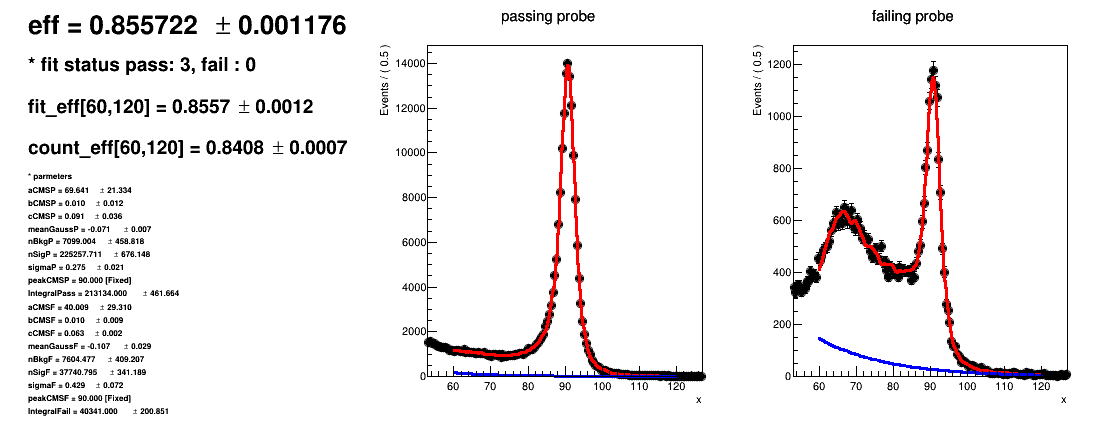 eff = 0.855722 ± 0.001176
* fit status pass: 3, fail : 0
fit_eff[60,120] = 0.8557 ± 0.0012
count_eff[60,120] = 0.8408 ± 0.0007
* parmeters
aCMSP = 69.641 ± 21.334
bCMSP = 0.010 ± 0.012
cCMSP = 0.091 ± 0.036
meanGaussP = -0.071 ± 0.007
nBkgP = 7099.004 ± 458.818
nSigP = 225257.711 ± 676.148
sigmaP = 0.275 ± 0.021
peakCMSP = 90.000 [Fixed]
IntegralPass = 213134.000 ± 461.664
aCMSF = 40.009 ± 29.310
bCMSF = 0.010 ± 0.009
cCMSF = 0.063 ± 0.002
meanGaussF = -0.107 ± 0.029
nBkgF = 7604.477 ± 409.207
nSigF = 37740.795 ± 341.189
sigmaF = 0.429 ± 0.072
peakCMSF = 90.000 [Fixed]
IntegralFail = 40341.000 ± 200.851
passing probe
Events / ( 0.5 )
14000
12000
10000
8000
6000
4000
2000
0
60 70 80 90 100 110 120
x
failing probe
Events / ( 0.5 )
1200
1000
800
600
400
200
0
60 70 80 90 100 110 120
x